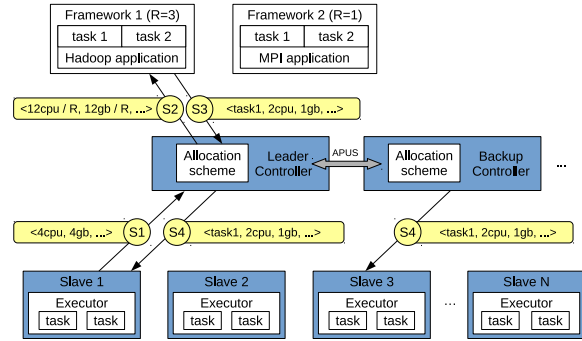 Framework 1 (R=3)
task 1 task 2
Hadoop application
Framework 2 (R=1)
task 1 task 2
MPI application
<12cpu / R, 12gb / R, ...> S2 S3 <task1, 2cpu, 1gb, ...>
Allocation scheme
Leader Controller
APUS
Allocation scheme
Backup Controller
...
<4cpu, 4gb, ...> S1 S4 <task1, 2cpu, 1gb, ...>
S4 <task1, 2cpu, 1gb, ...>
Slave 1
Executor
task task
Slave 2
Executor
task task
Slave 3
Executor
task task
...
Slave N
Executor
task task